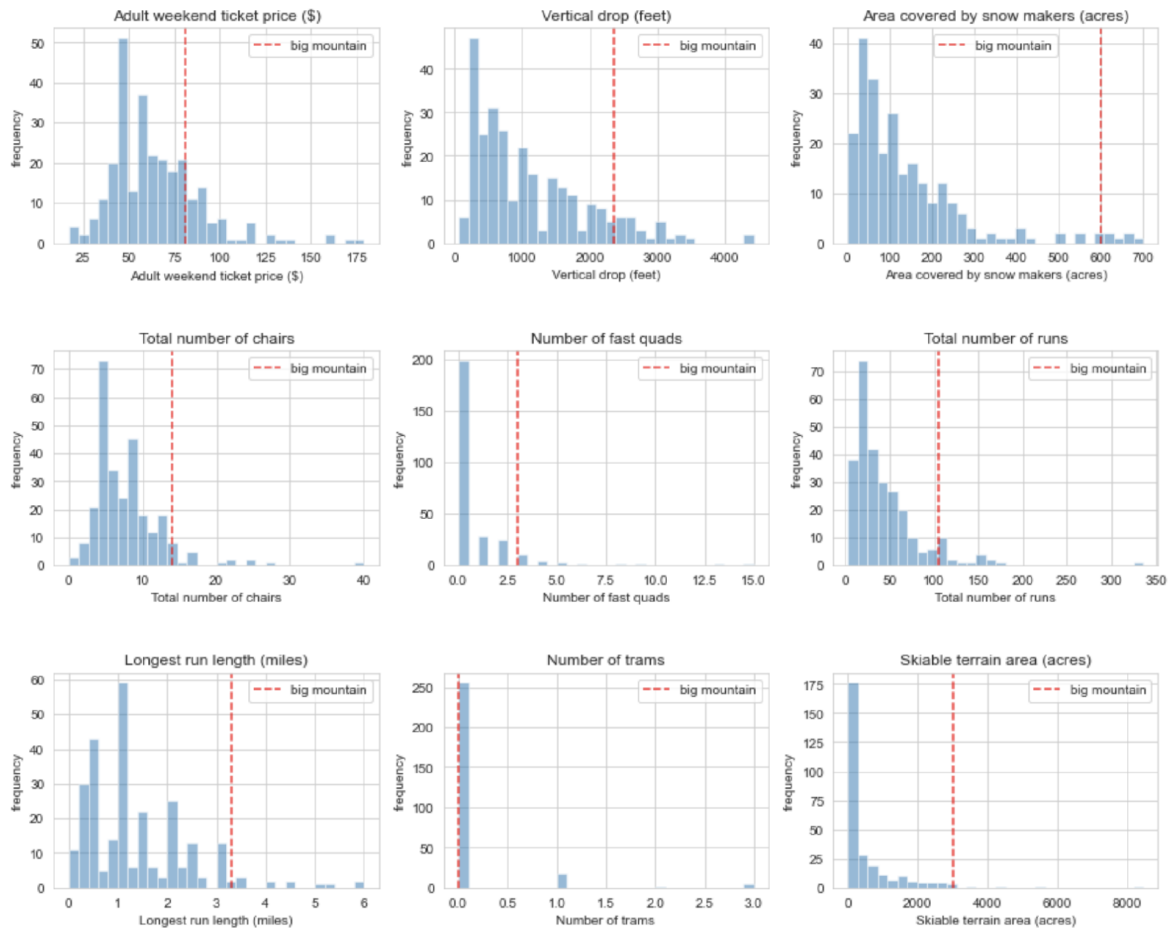 Adult weekend ticket price ($)
big mountain
frequency
50
40
30
20
10
0
25 50 75 100 125 150 175
Adult weekend ticket price ($)
Vertical drop (feet)
big mountain
frequency
40
30
20
10
0
0 1000 2000 3000 4000
Vertical drop (feet)
Area covered by snow makers (acres)
big mountain
frequency
40
30
20
10
0
0 100 200 300 400 500 600 700
Area covered by snow makers (acres)
Total number of chairs
big mountain
frequency
70
60
50
40
30
20
10
0
0 10 20 30 40
Total number of chairs
Number of fast quads
big mountain
frequency
200
150
100
50
0
0.0 2.5 5.0 7.5 10.0 12.5 15.0
Number of fast quads
Total number of runs
big mountain
frequency
70
60
50
40
30
20
10
0
0 50 100 150 200 250 300 350
Total number of runs
Longest run length (miles)
big mountain
frequency
60
50
40
30
20
10
0
0 1 2 3 4 5 6
Longest run length (miles)
Number of trams
big mountain
frequency
250
200
150
100
50
0
0.0 0.5 1.0 1.5 2.0 2.5 3.0
Number of trams
Skiable terrain area (acres)
big mountain
frequency
175
150
125
100
75
50
25
0
0 2000 4000 6000 8000
Skiable terrain area (acres)